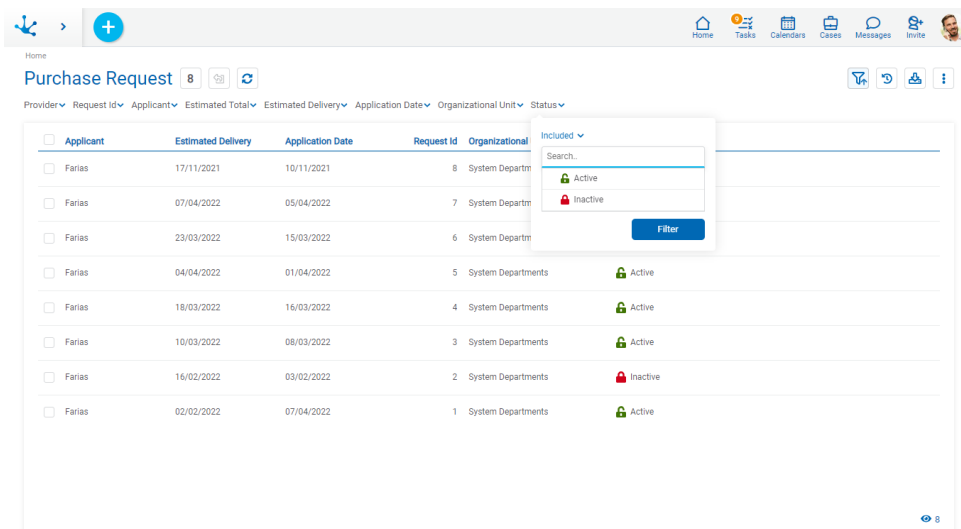 9
Home Tasks Calendars Cases Messages Invite
Home
Purchase Request 8
Provider Request Id Applicant Estimated Total Estimated Delivery Application Date Organizational Unit Status
Applicant Estimated Delivery Application Date Request Id Organizational
Included
Search..
Active
Inactive
Filter
Farias 17/11/2021 10/11/2021 8 System Departm
Farias 07/04/2022 05/04/2022 7 System Departm
Farias 23/03/2022 15/03/2022 6 System Departm
Farias 04/04/2022 01/04/2022 5 System Departments Active
Farias 18/03/2022 16/03/2022 4 System Departments Active
Farias 10/03/2022 08/03/2022 3 System Departments Active
Farias 16/02/2022 03/02/2022 2 System Departments Inactive
Farias 02/02/2022 07/04/2022 1 System Departments Active
8